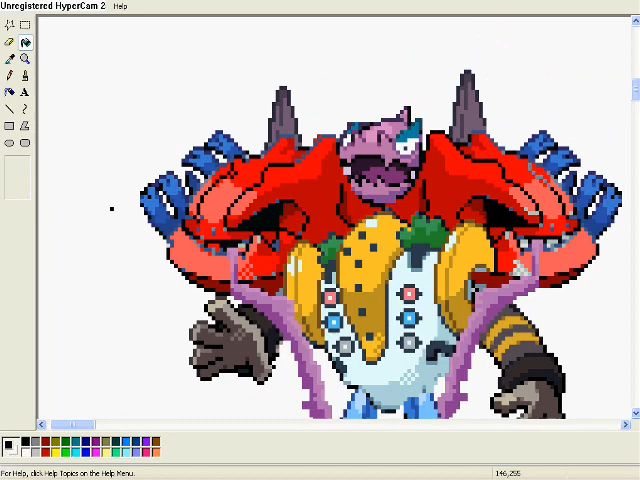 Unregistered HyperCam 2 Help
A
For Help, click Help Topics on the Help Menu.
146,255